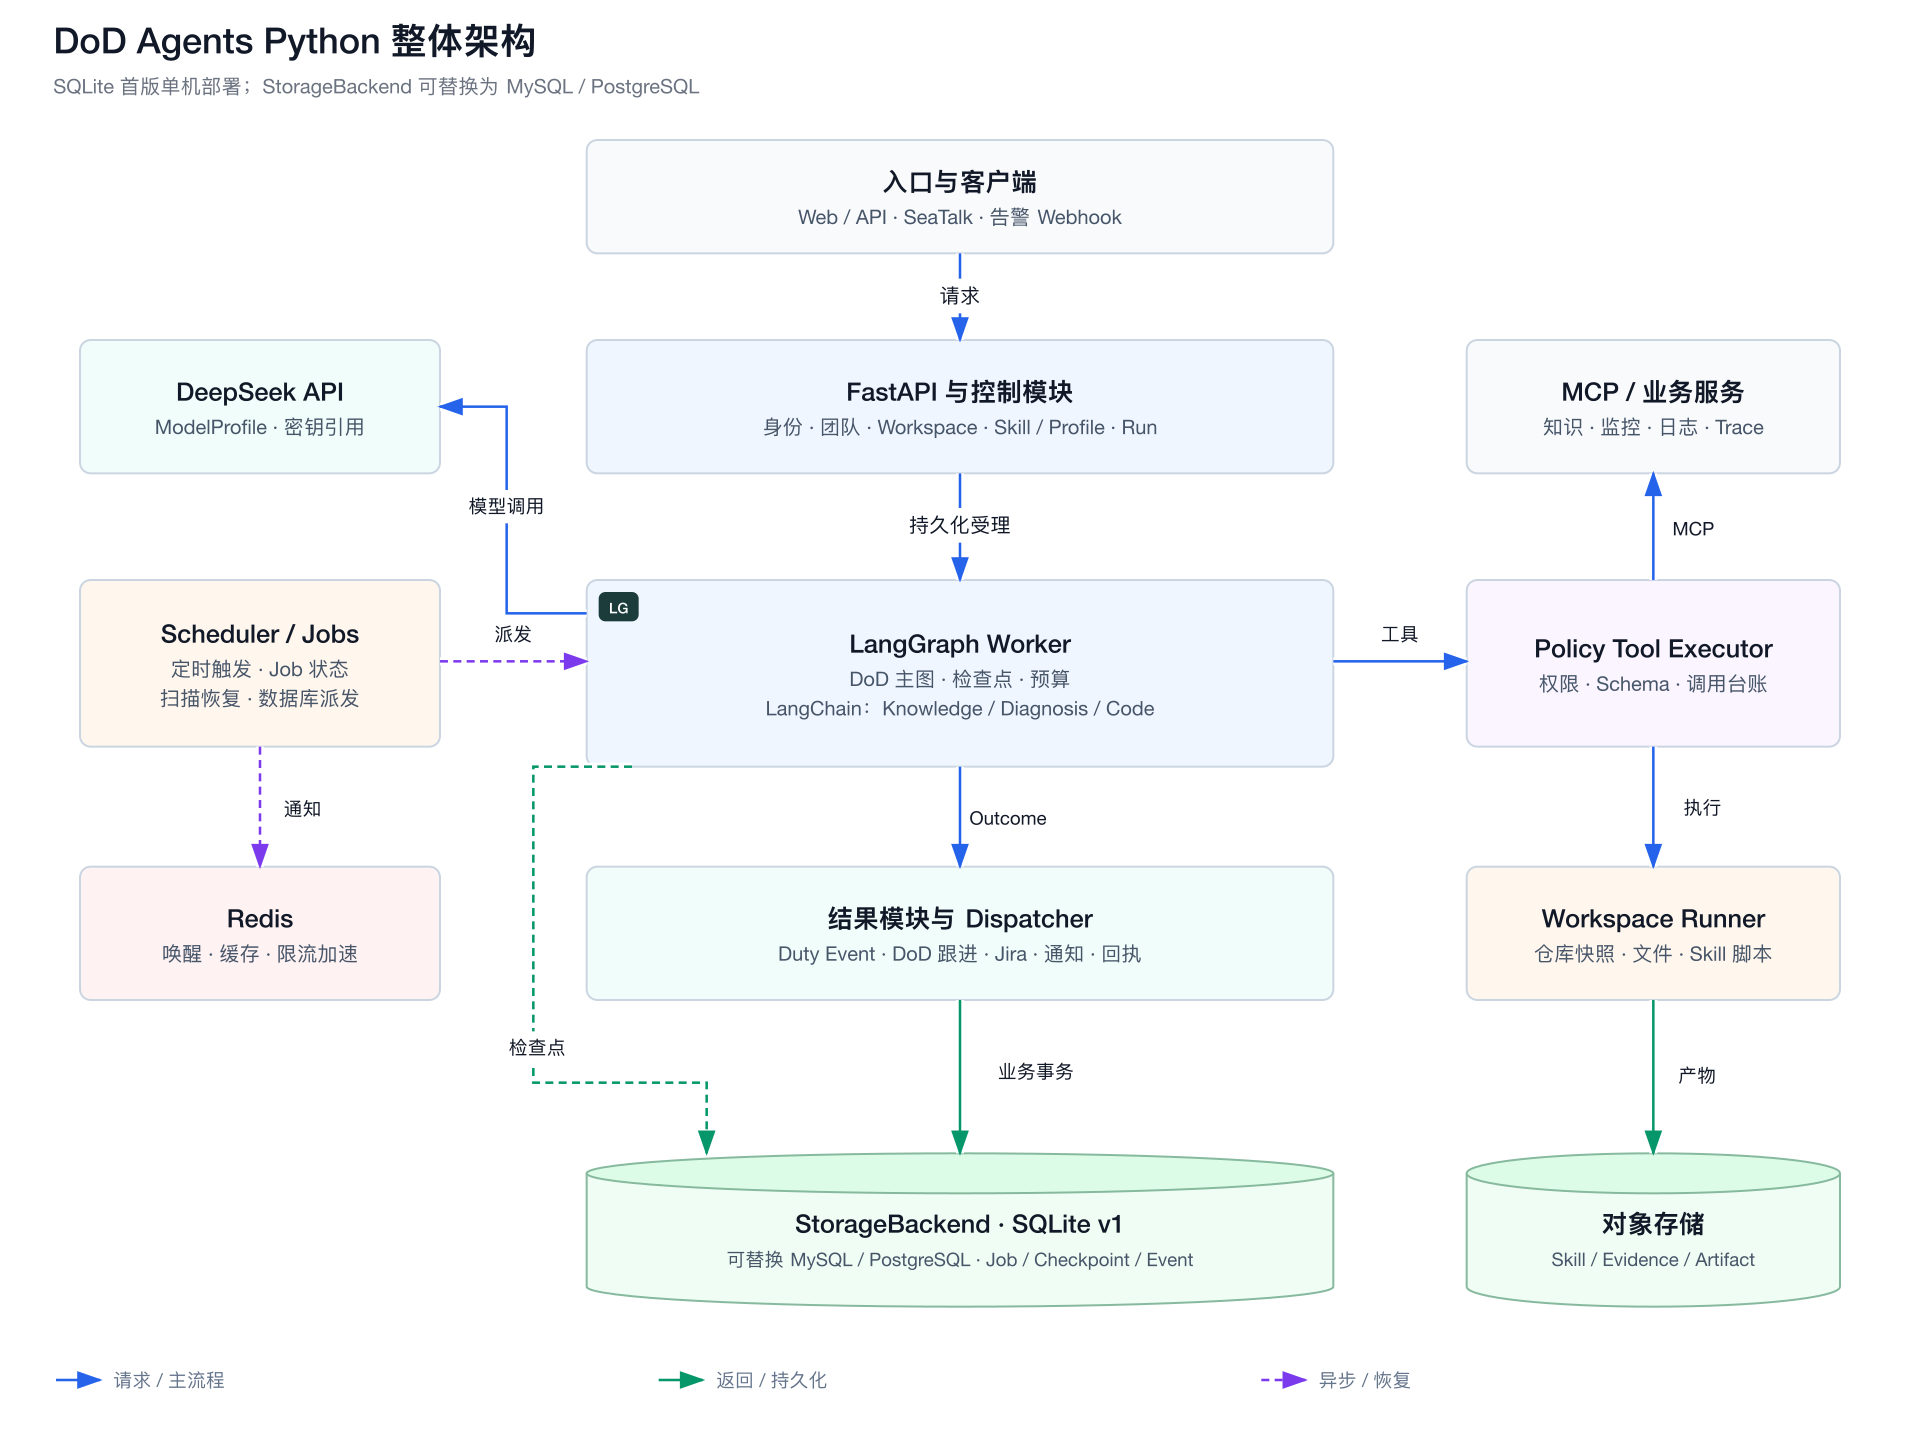 DoD Agents Python 整体架构
SQLite 首版单机部署；StorageBackend 可替换为 MySQL / PostgreSQL
入口与客户端
Web / API · SeaTalk · 告警 Webhook
请求
DeepSeek API
ModelProfile · 密钥引用
FastAPI 与控制模块
身份 · 团队 · Workspace · Skill / Profile · Run
MCP / 业务服务
知识 · 监控 · 日志 · Trace
模型调用
持久化受理
MCP
Scheduler / Jobs
定时触发 · Job 状态
扫描恢复 · 数据库派发
派发
LG
LangGraph Worker
DoD 主图 · 检查点 · 预算
LangChain：Knowledge / Diagnosis / Code
工具
Policy Tool Executor
权限 · Schema · 调用台账
通知
Outcome
执行
Redis
唤醒 · 缓存 · 限流加速
结果模块与 Dispatcher
Duty Event · DoD 跟进 · Jira · 通知 · 回执
Workspace Runner
仓库快照 · 文件 · Skill 脚本
检查点
业务事务
产物
StorageBackend · SQLite v1
可替换 MySQL / PostgreSQL · Job / Checkpoint / Event
对象存储
Skill / Evidence / Artifact
请求 / 主流程
返回 / 持久化
异步 / 恢复